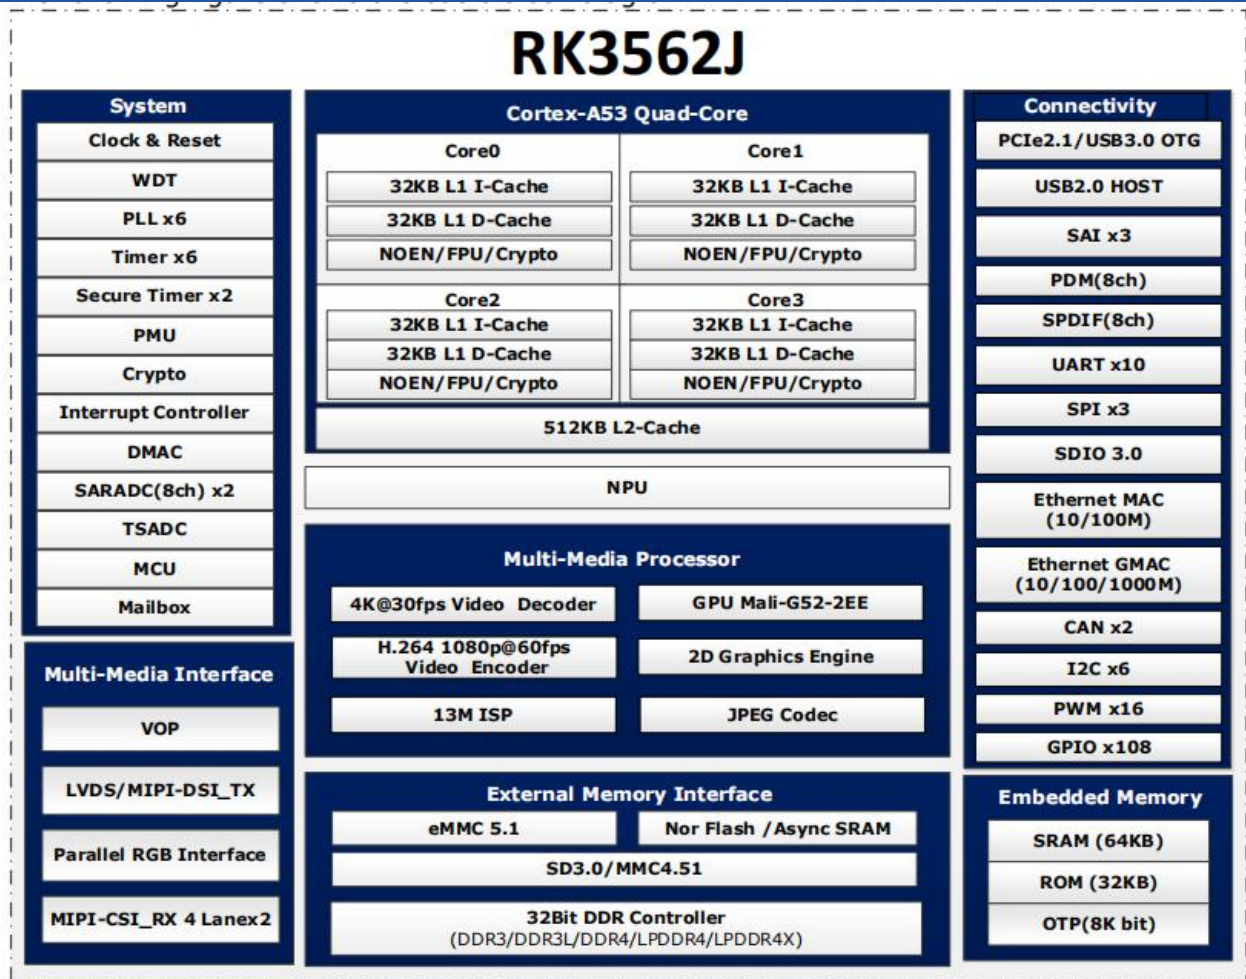 RK3562J
System
Clock & Reset
WDT
PLL x6
Timer x6
Secure Timer x2
PMU
Crypto
Interrupt Controller
DMAC
SARADC(8ch) x2
TSADC
MCU
Mailbox
Multi-Media Interface
VOP
LVDS/MIPI-DSI_TX
Parallel RGB Interface
MIPI-CSI_RX 4 Lanex2
Cortex-A53 Quad-Core
Core0
32KB L1 I-Cache
32KB L1 D-Cache
NOEN/FPU/Crypto
Core1
32KB L1 I-Cache
32KB L1 D-Cache
NOEN/FPU/Crypto
Core2
32KB L1 I-Cache
32KB L1 D-Cache
NOEN/FPU/Crypto
Core3
32KB L1 I-Cache
32KB L1 D-Cache
NOEN/FPU/Crypto
512KB L2-Cache
NPU
Multi-Media Processor
4K@30fps Video Decoder
GPU Mali-G52-2EE
H.264 1080p@60fps
Video Encoder
2D Graphics Engine
13M ISP
JPEG Codec
External Memory Interface
eMMC 5.1
Nor Flash /Async SRAM
SD3.0/MMC4.51
32Bit DDR Controller
(DDR3/DDR3L/DDR4/LPDDR4/LPDDR4X)
Connectivity
PCIe2.1/USB3.0 OTG
USB2.0 HOST
SAI x3
PDM(8ch)
SPDIF(8ch)
UART x10
SPI x3
SDIO 3.0
Ethernet MAC
(10/100M)
Ethernet GMAC
(10/100/1000M)
CAN x2
I2C x6
PWM x16
GPIO x108
Embedded Memory
SRAM (64KB)
ROM (32KB)
OTP(8K bit)